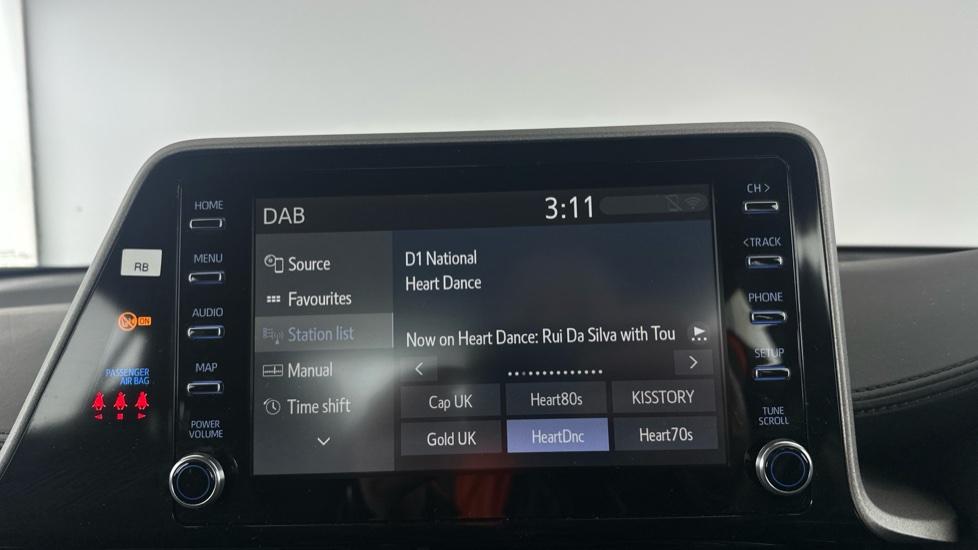 HOME
MENU
AUDIO
MAP
POWER
VOLUME
RB
ON
PASSENGER
AIR BAG
DAB
3:11
Source
Favourites
Station list
Manual
Time shift
D1 National
Heart Dance
Now on Heart Dance: Rui Da Silva with Tou
Cap UK
Heart80s
KISSTORY
Gold UK
HeartDnc
Heart70s
CH >
< TRACK
PHONE
SETUP
TUNE
SCROLL